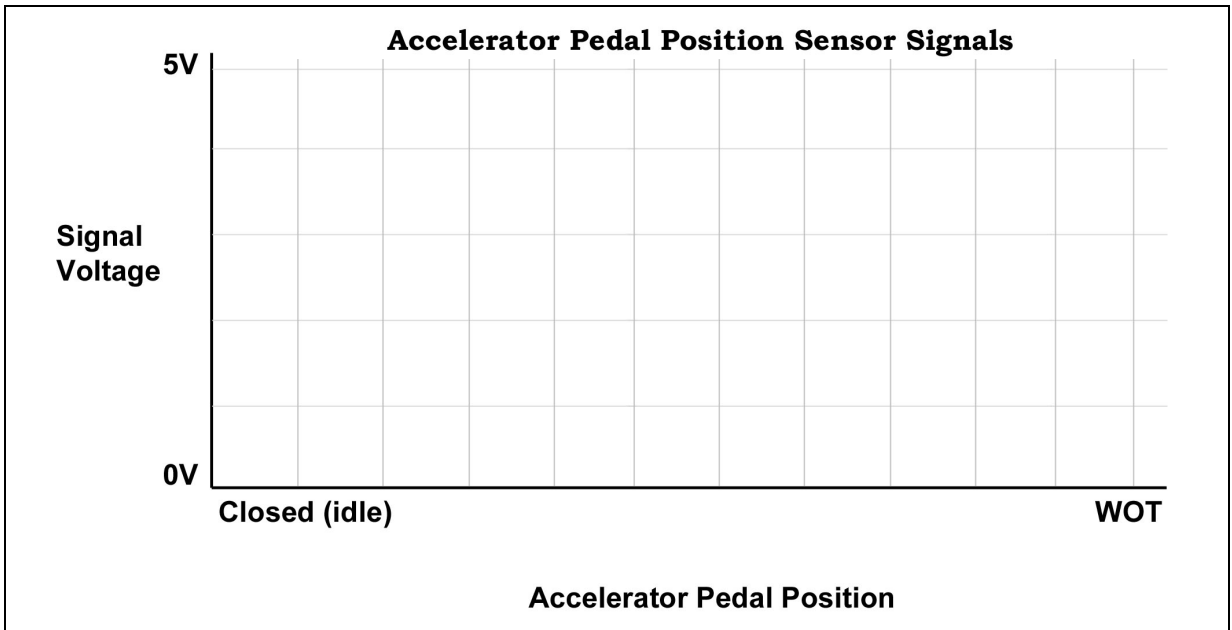 Accelerator Pedal Position Sensor Signals
5V
Signal
Voltage
0V
Closed (idle)
WOT
Accelerator Pedal Position